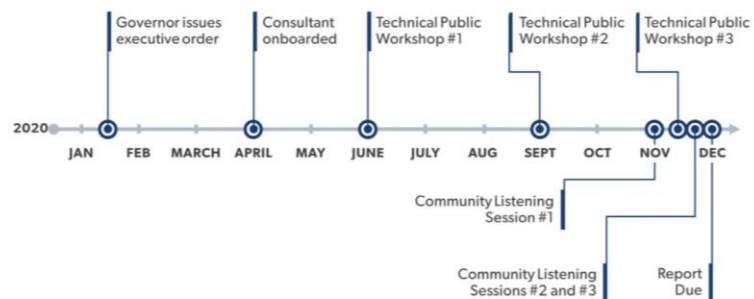 Governor issues
executive order
Consultant
onboarded
Technical Public
Workshop #1
Technical Public
Workshop #2
Technical Public
Workshop #3
2020
JAN FEB MARCH APRIL MAY JUNE JULY AUG SEPT OCT NOV DEC
Community Listening
Session #1
Community Listening
Sessions #2 and #3
Report
Due